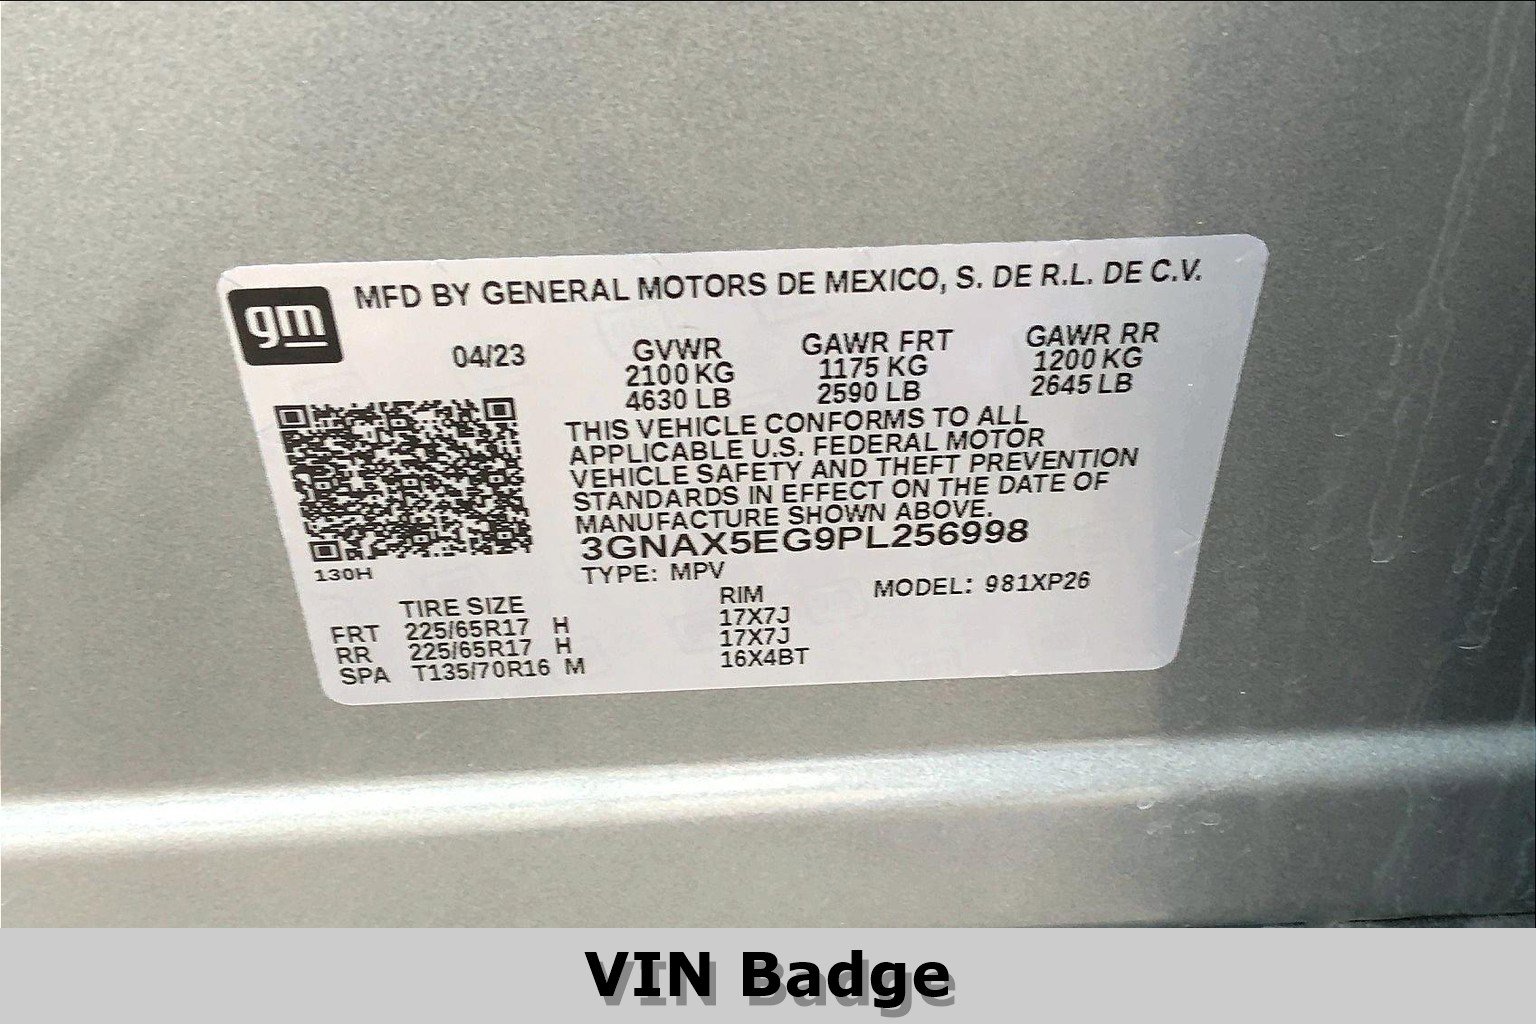 gm
MFD BY GENERAL MOTORS DE MEXICO, S. DE R.L. DE C.V.
04/23
GVWR
2100 KG
4630 LB
GAWR FRT
1175 KG
2590 LB
GAWR RR
1200 KG
2645 LB
THIS VEHICLE CONFORMS TO ALL
APPLICABLE U.S. FEDERAL MOTOR
VEHICLE SAFETY AND THEFT PREVENTION
STANDARDS IN EFFECT ON THE DATE OF
MANUFACTURE SHOWN ABOVE.
3GNAX5EG9PL256998
130H
TYPE: MPV
MODEL: 981XP26
TIRE SIZE RIM
FRT 225/65R17 H 17X7J
RR 225/65R17 H 17X7J
SPA T135/70R16 M 16X4BT
VIN Badge